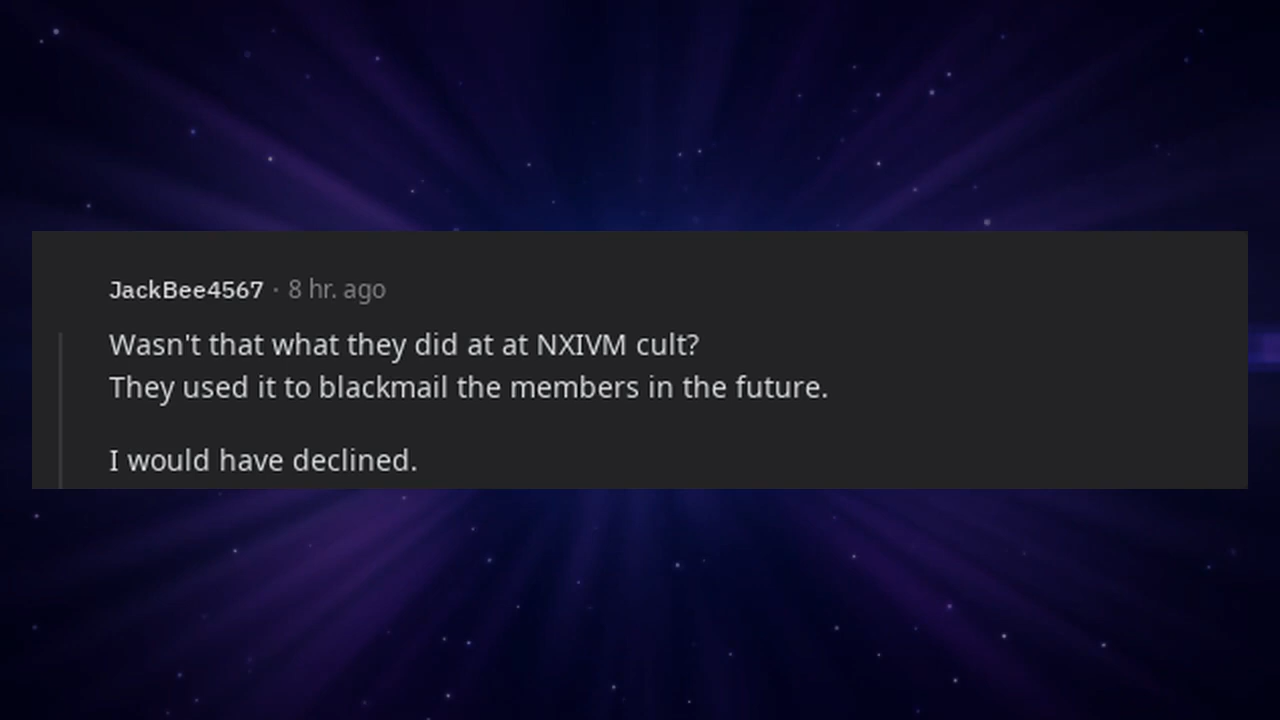 JackBee4567 · 8 hr. ago
Wasn't that what they did at at NXIVM cult?
They used it to blackmail the members in the future.
I would have declined.